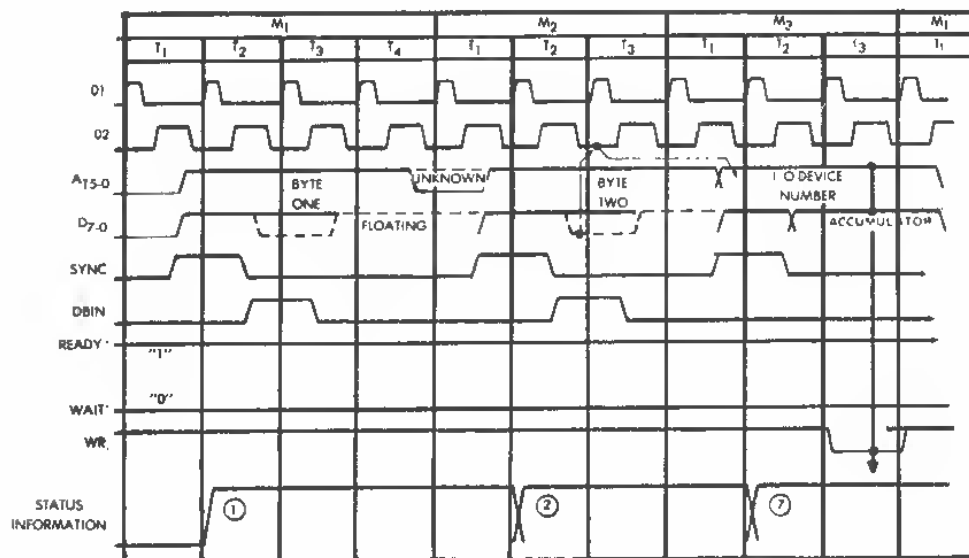 M1 M2 M3 M1
T1 T2 T3 T4 T1 T2 T3 T1 T2 T3 T1
01
02
A15-0 BYTE ONE UNKNOWN BYTE TWO I O DEVICE NUMBER
D7-0 FLOATING ACCUMULATOR
SYNC
DBIN
READY
"1"
"0"
WAIT
WR
STATUS INFORMATION 1 2 7